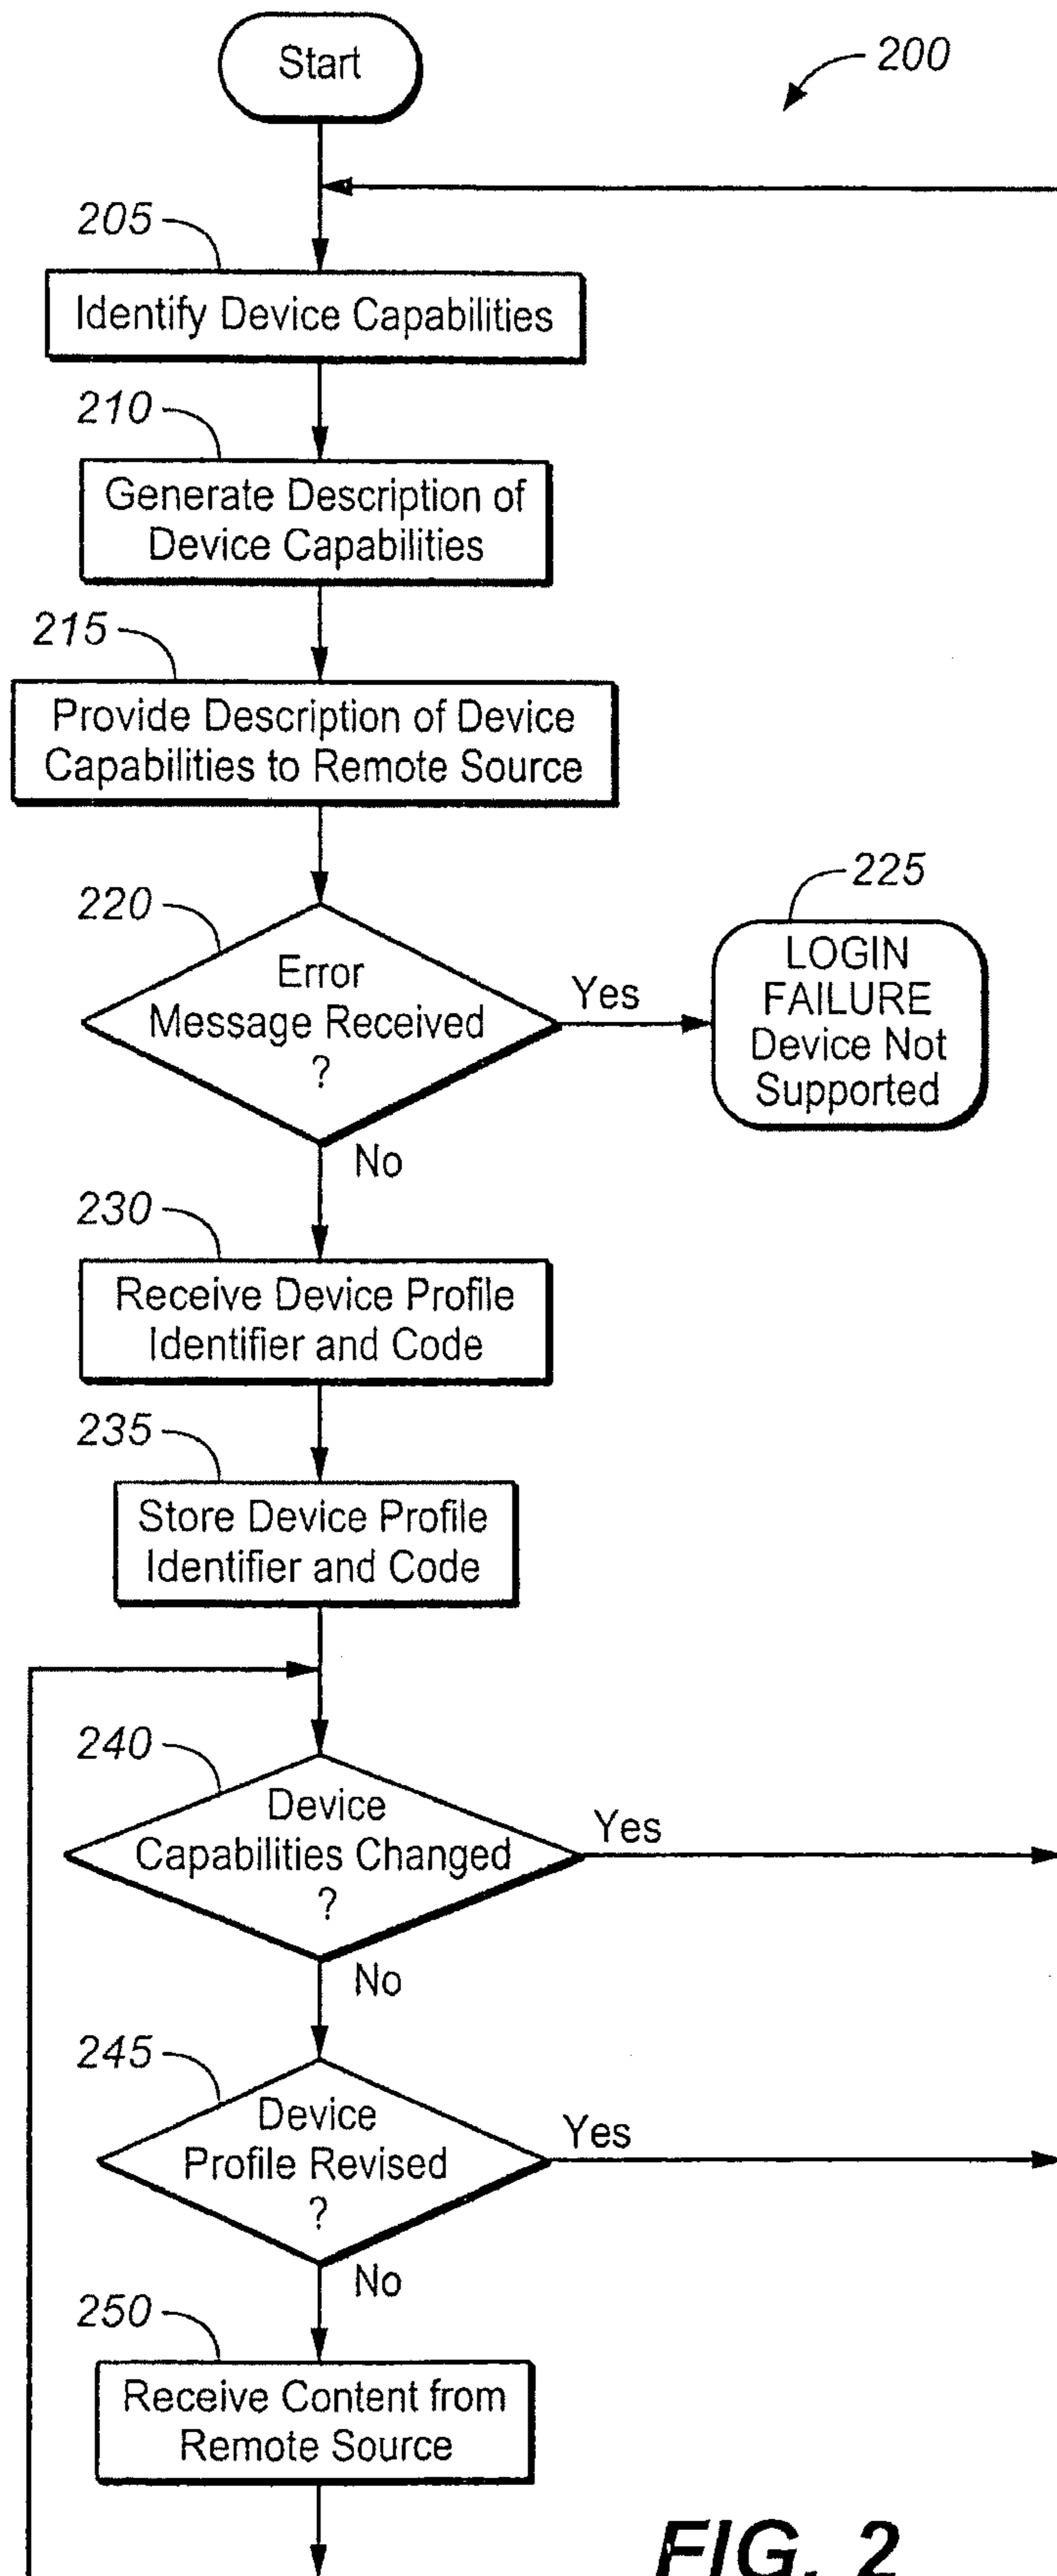 Start
200
205
Identify Device Capabilities
210
Generate Description of
Device Capabilities
215
Provide Description of Device
Capabilities to Remote Source
220
Error
Message Received
?
Yes
225
LOGIN
FAILURE
Device Not
Supported
No
230
Receive Device Profile
Identifier and Code
235
Store Device Profile
Identifier and Code
240
Device
Capabilities Changed
?
Yes
No
245
Device
Profile Revised
?
Yes
No
250
Receive Content from
Remote Source
FIG. 2